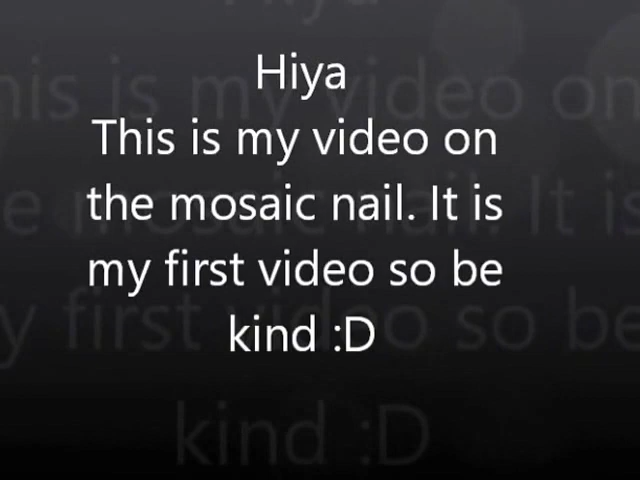 Hiya
This is my video on
the mosaic nail. It is
my first video so be
kind :D